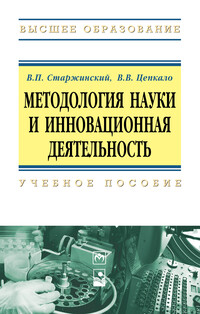 ВЫСШЕЕ ОБРАЗОВАНИЕ
В.П. Старжинский, В.В. Цепкало
МЕТОДОЛОГИЯ НАУКИ
И ИННОВАЦИОННАЯ
ДЕЯТЕЛЬНОСТЬ
УЧЕБНОЕ ПОСОБИЕ